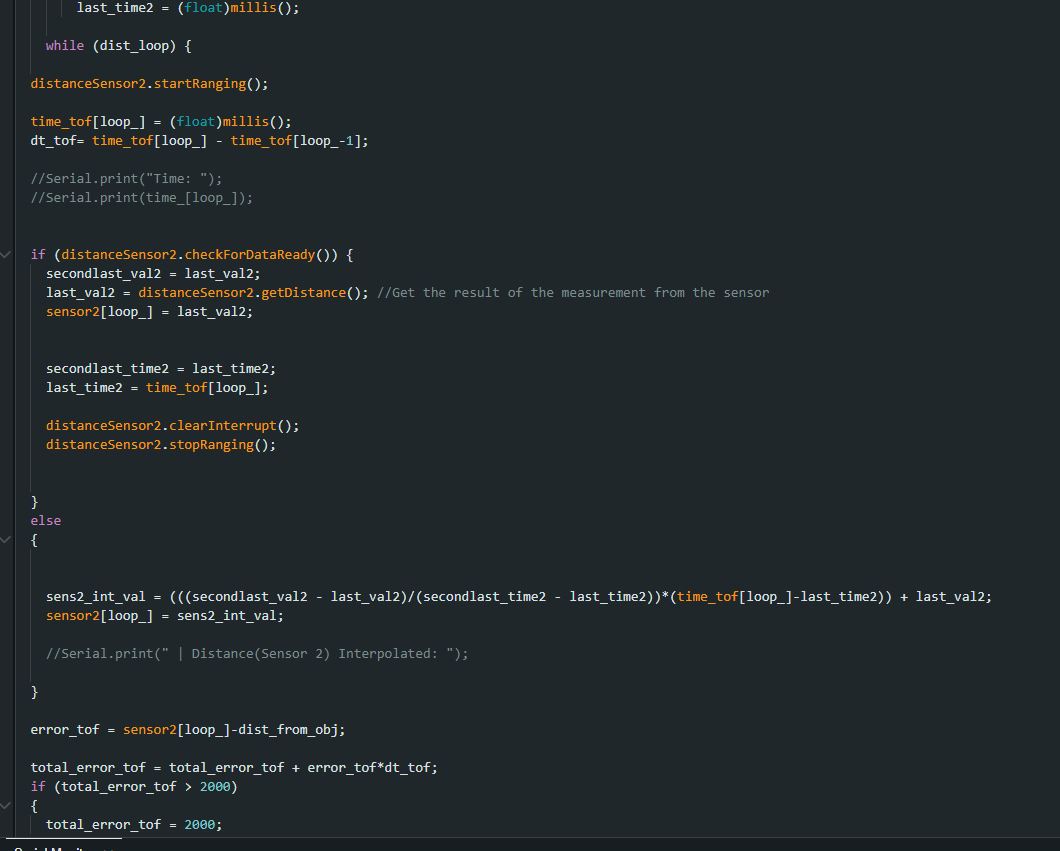 last_time2 = (float)millis();
while (dist_loop) {
distanceSensor2.startRanging();
time_tof[loop_] = (float)millis();
dt_tof= time_tof[loop_] - time_tof[loop_-1];
//Serial.print("Time: ");
//Serial.print(time_[loop_]);
if (distanceSensor2.checkForDataReady()) {
secondlast_val2 = last_val2;
last_val2 = distanceSensor2.getDistance(); //Get the result of the measurement from the sensor
sensor2[loop_] = last_val2;
secondlast_time2 = last_time2;
last_time2 = time_tof[loop_];
distanceSensor2.clearInterrupt();
distanceSensor2.stopRanging();
}
else
{
sens2_int_val = (((secondlast_val2 - last_val2)/(secondlast_time2 - last_time2))*(time_tof[loop_]-last_time2)) + last_val2;
sensor2[loop_] = sens2_int_val;
//Serial.print(" | Distance(Sensor 2) Interpolated: ");
}
error_tof = sensor2[loop_]-dist_from_obj;
total_error_tof = total_error_tof + error_tof*dt_tof;
if (total_error_tof > 2000)
{
total_error_tof = 2000;